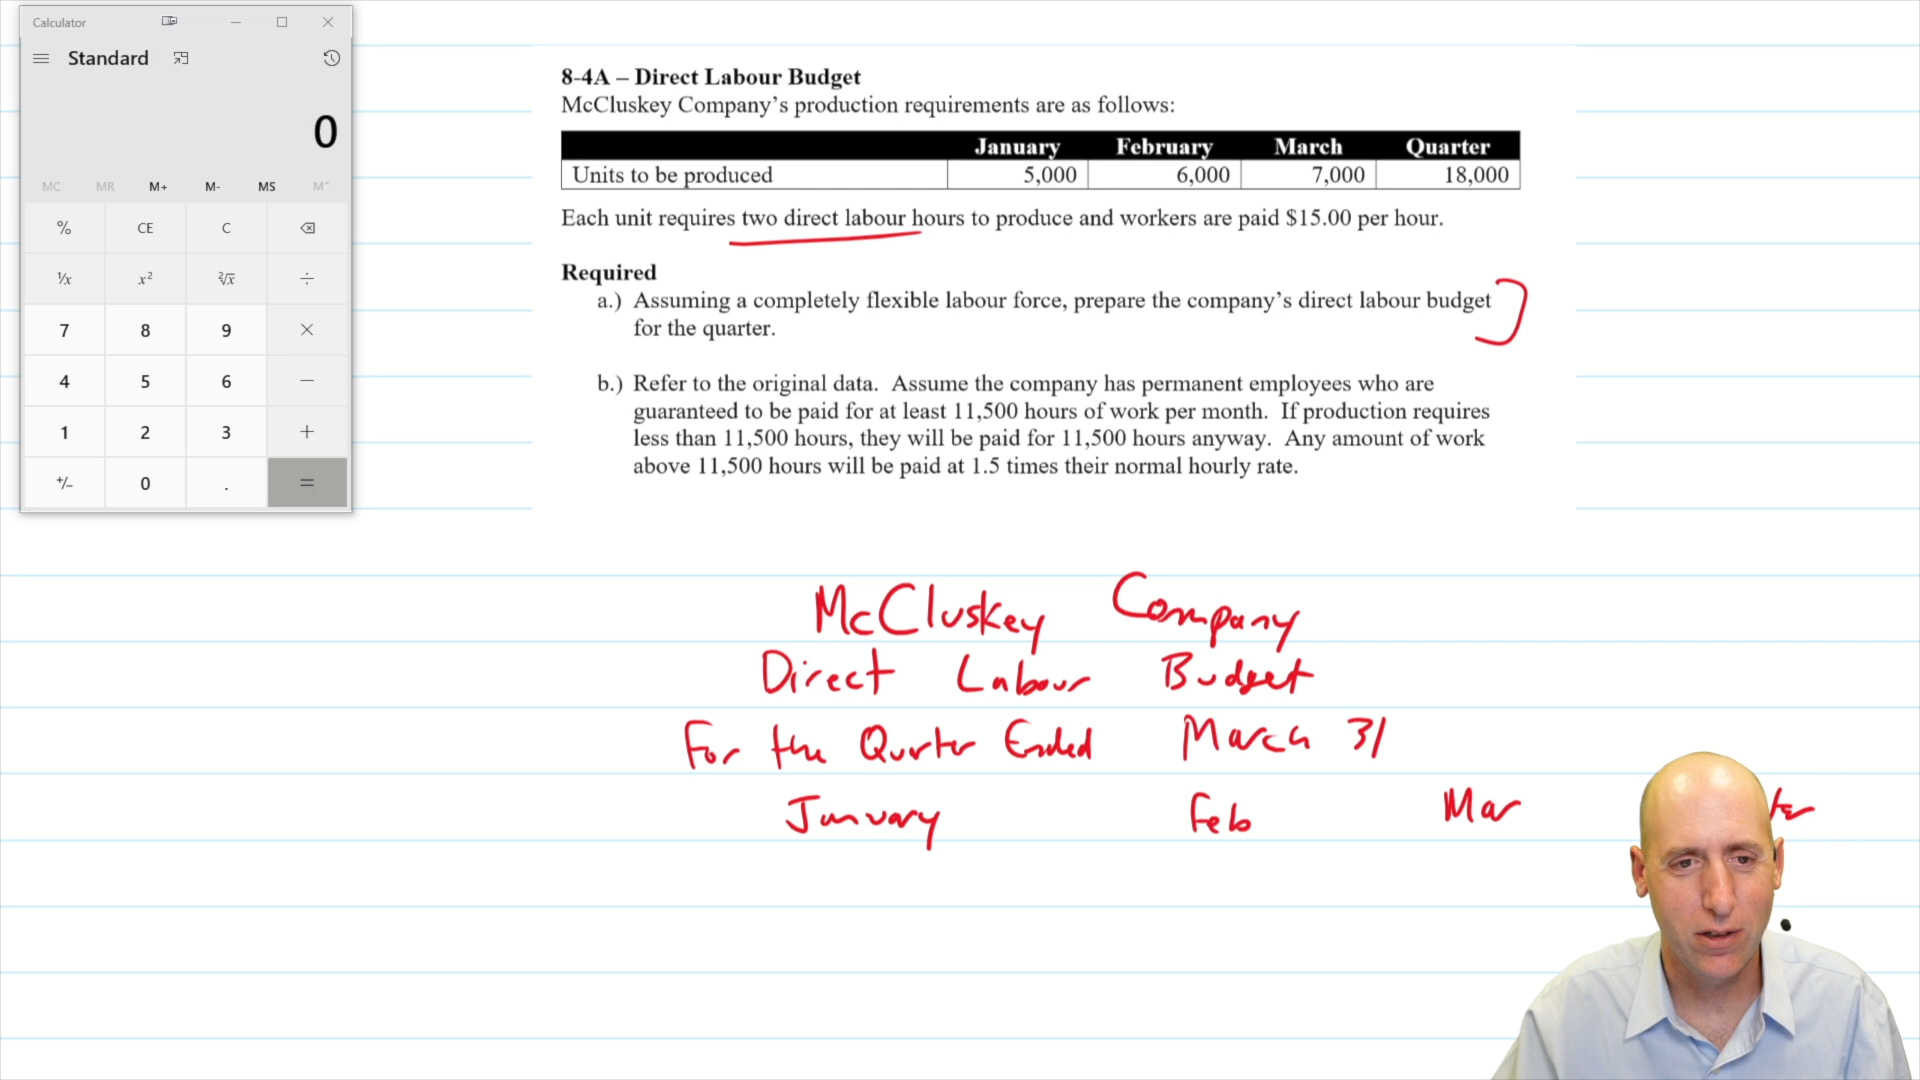 Calculator
Standard
0
MC MR M+ M- MS M˅
% CE C
⅟x x² ²√x ÷
7 8 9 ×
4 5 6 −
1 2 3 +
+/− 0 . =
8-4A – Direct Labour Budget
McCluskey Company’s production requirements are as follows:
January February March Quarter
Units to be produced 5,000 6,000 7,000 18,000
Each unit requires two direct labour hours to produce and workers are paid $15.00 per hour.
Required
a.) Assuming a completely flexible labour force, prepare the company’s direct labour budget
for the quarter.
b.) Refer to the original data. Assume the company has permanent employees who are
guaranteed to be paid for at least 11,500 hours of work per month. If production requires
less than 11,500 hours, they will be paid for 11,500 hours anyway. Any amount of work
above 11,500 hours will be paid at 1.5 times their normal hourly rate.
McCluskey Company
Direct Labour Budget
For the Quarter Ended March 31
January Feb Mar